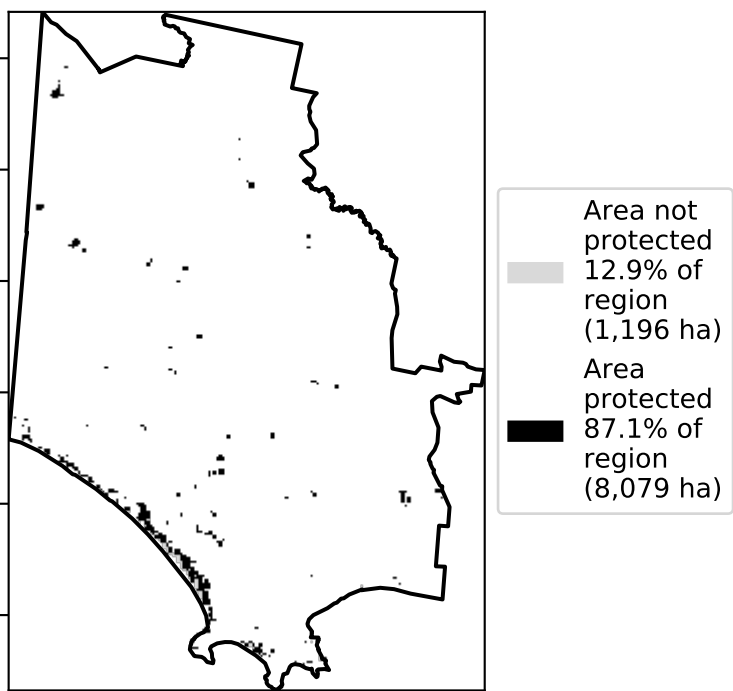 Area not
protected
12.9% of
region
(1,196 ha)
Area
protected
87.1% of
region
(8,079 ha)